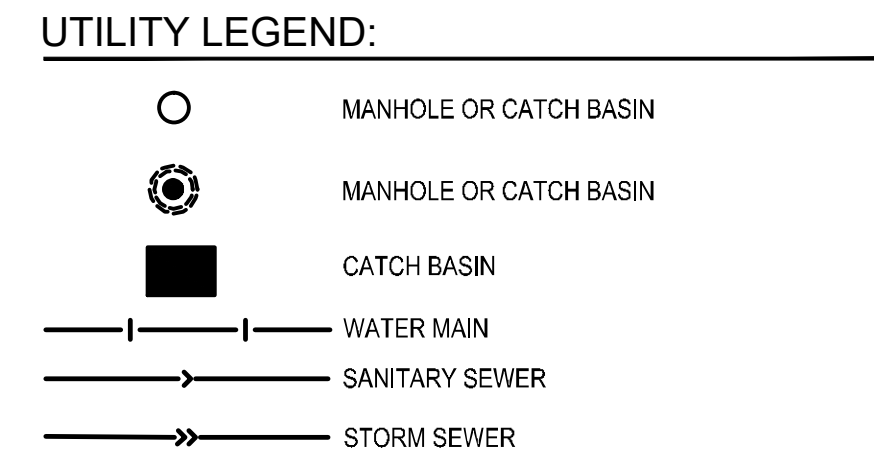 UTILITY LEGEND:
MANHOLE OR CATCH BASIN
MANHOLE OR CATCH BASIN
CATCH BASIN
WATER MAIN
SANITARY SEWER
STORM SEWER